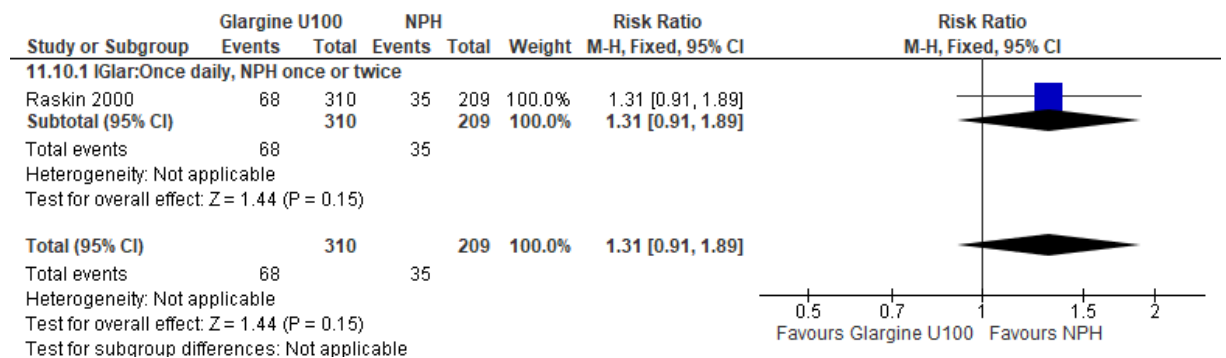 Glargine U100 NPH Risk Ratio Risk Ratio
Study or Subgroup Events Total Events Total Weight M-H, Fixed, 95% CI M-H, Fixed, 95% CI
11.10.1 IGlar:Once daily, NPH once or twice
Raskin 2000 68 310 35 209 100.0% 1.31 [0.91, 1.89]
Subtotal (95% CI) 310 209 100.0% 1.31 [0.91, 1.89]
Total events 68 35
Heterogeneity: Not applicable
Test for overall effect: Z = 1.44 (P = 0.15)
Total (95% CI) 310 209 100.0% 1.31 [0.91, 1.89]
Total events 68 35
Heterogeneity: Not applicable
Test for overall effect: Z = 1.44 (P = 0.15)
Test for subgroup differences: Not applicable
0.5 0.7 1 1.5 2
Favours Glargine U100 Favours NPH